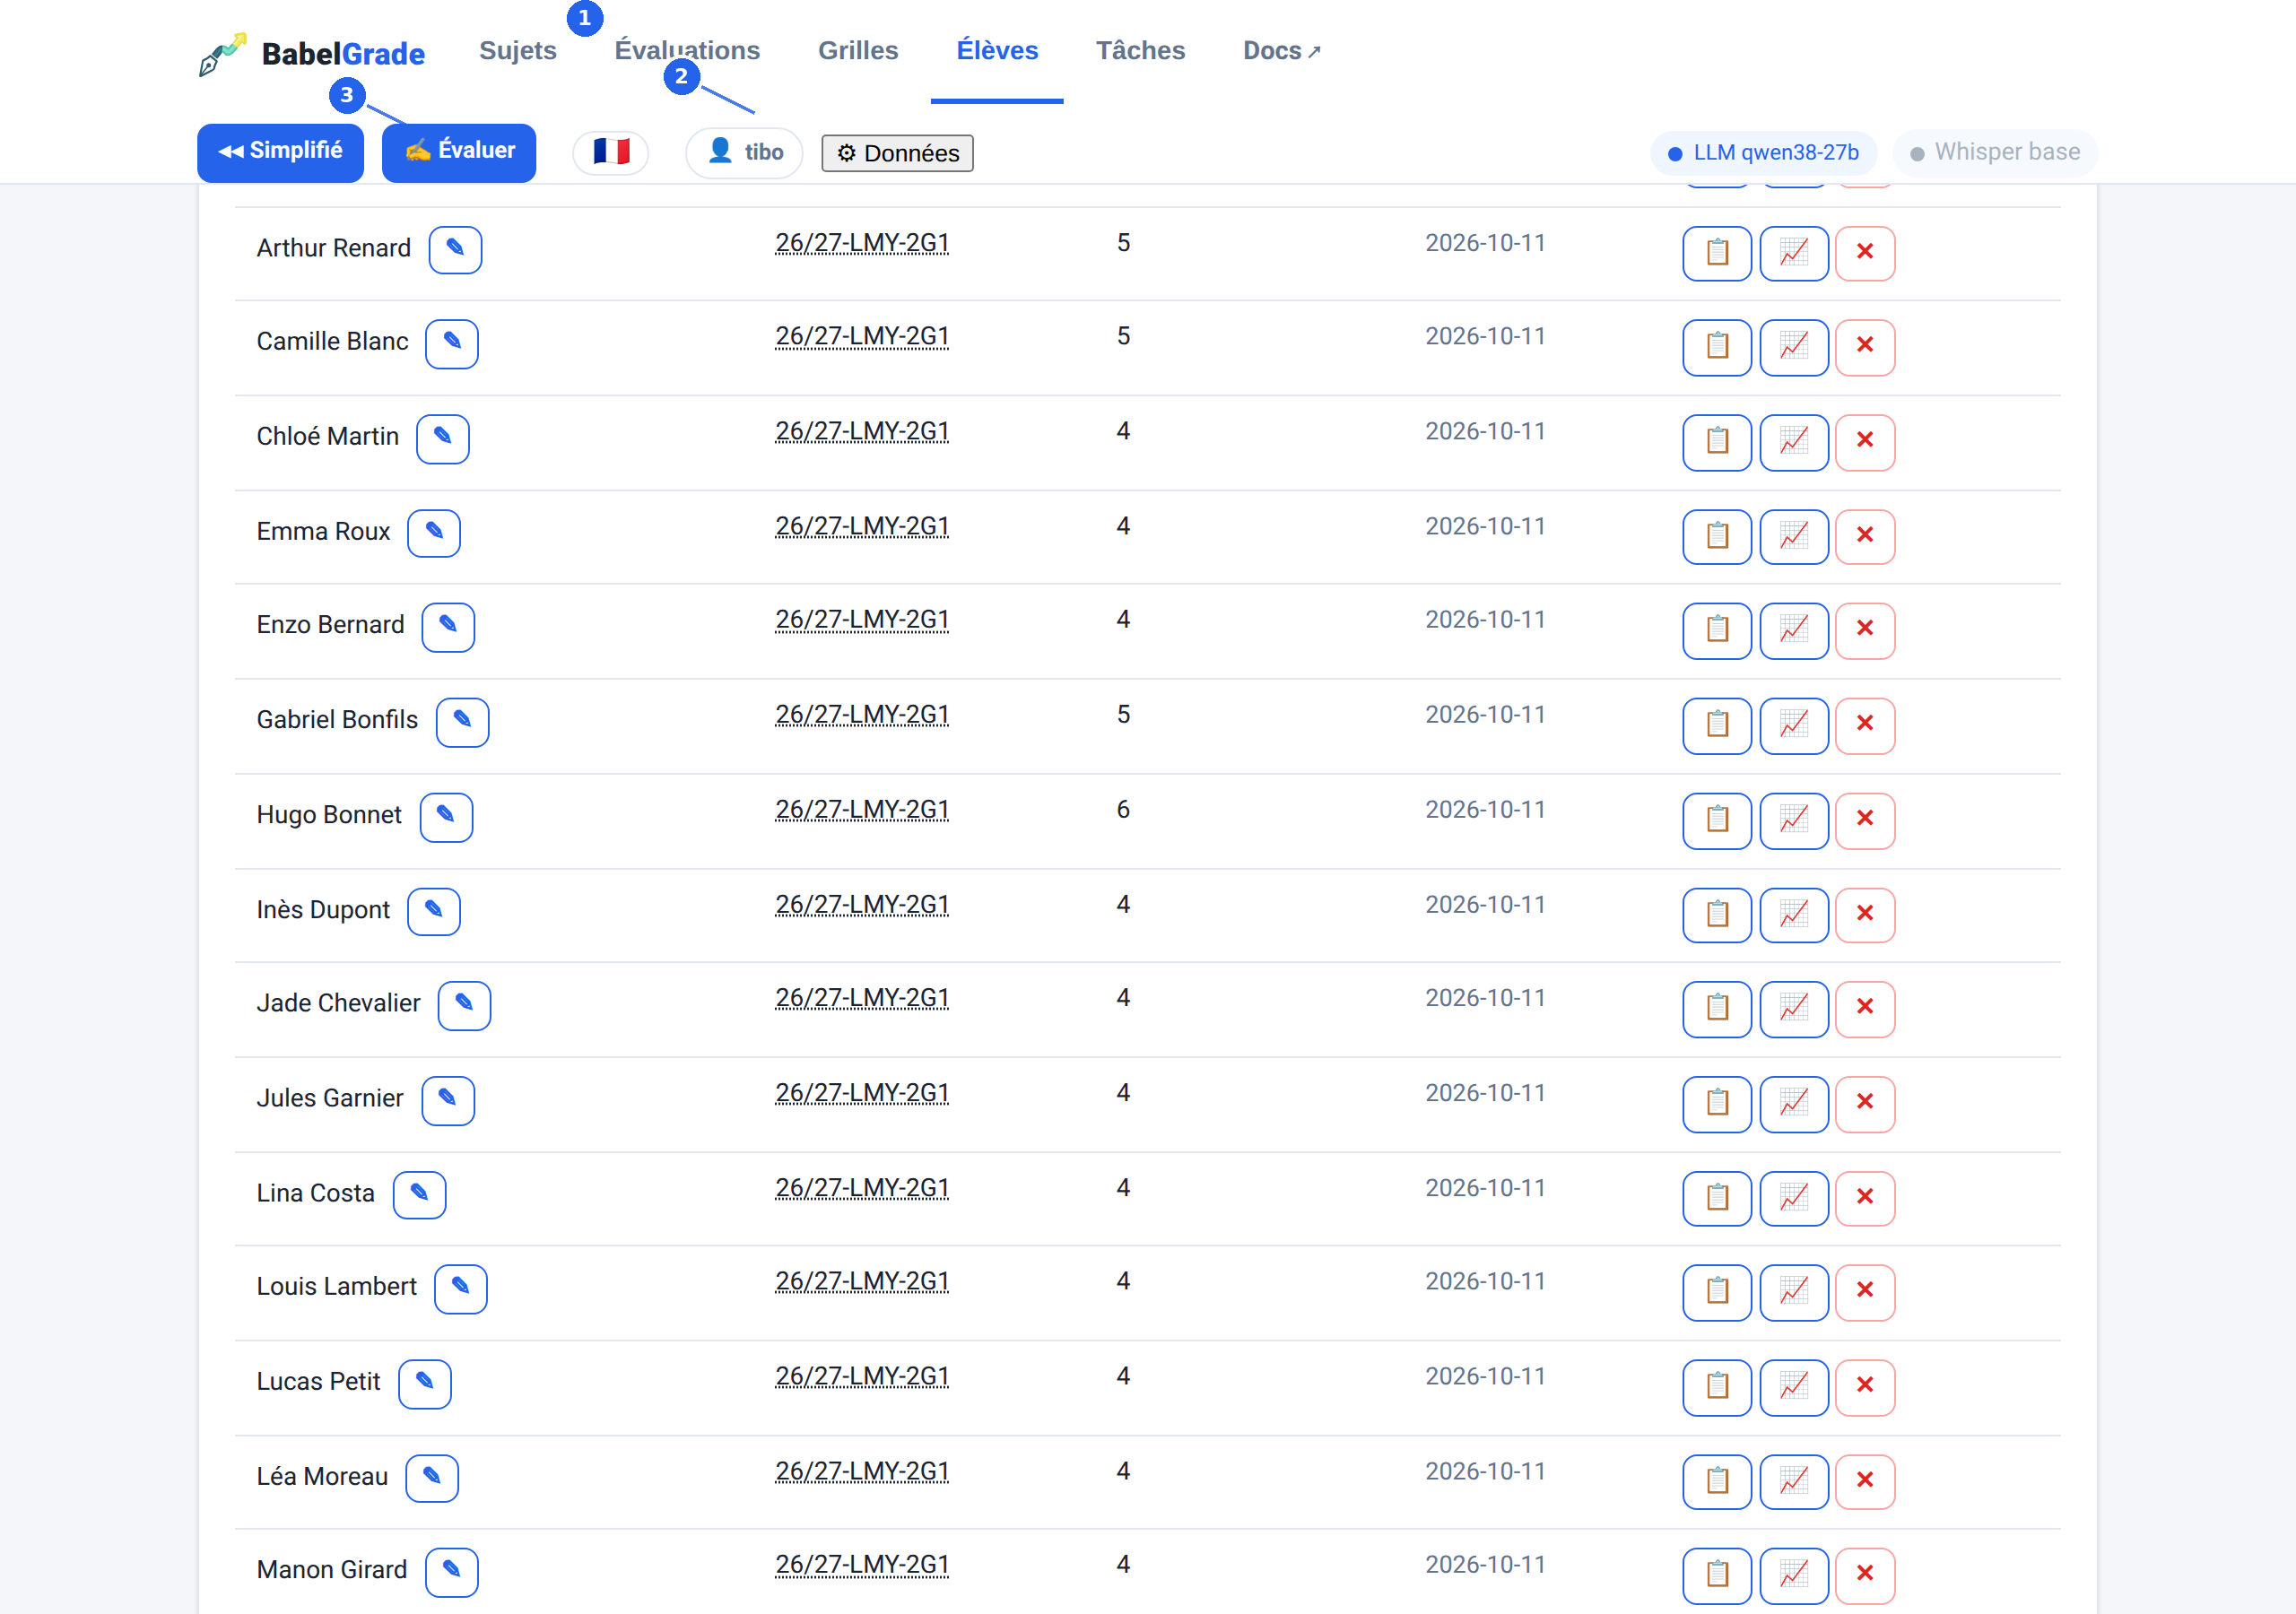 1
BabelGrade Sujets Évaluations Grilles Élèves Tâches Docs ↗
2
3
◀◀ Simplifié ✍ Évaluer tibo ⚙ Données LLM qwen38-27b Whisper base
Arthur Renard 26/27-LMY-2G1 5 2026-10-11
Camille Blanc 26/27-LMY-2G1 5 2026-10-11
Chloé Martin 26/27-LMY-2G1 4 2026-10-11
Emma Roux 26/27-LMY-2G1 4 2026-10-11
Enzo Bernard 26/27-LMY-2G1 4 2026-10-11
Gabriel Bonfils 26/27-LMY-2G1 5 2026-10-11
Hugo Bonnet 26/27-LMY-2G1 6 2026-10-11
Inès Dupont 26/27-LMY-2G1 4 2026-10-11
Jade Chevalier 26/27-LMY-2G1 4 2026-10-11
Jules Garnier 26/27-LMY-2G1 4 2026-10-11
Lina Costa 26/27-LMY-2G1 4 2026-10-11
Louis Lambert 26/27-LMY-2G1 4 2026-10-11
Lucas Petit 26/27-LMY-2G1 4 2026-10-11
Léa Moreau 26/27-LMY-2G1 4 2026-10-11
Manon Girard 26/27-LMY-2G1 4 2026-10-11